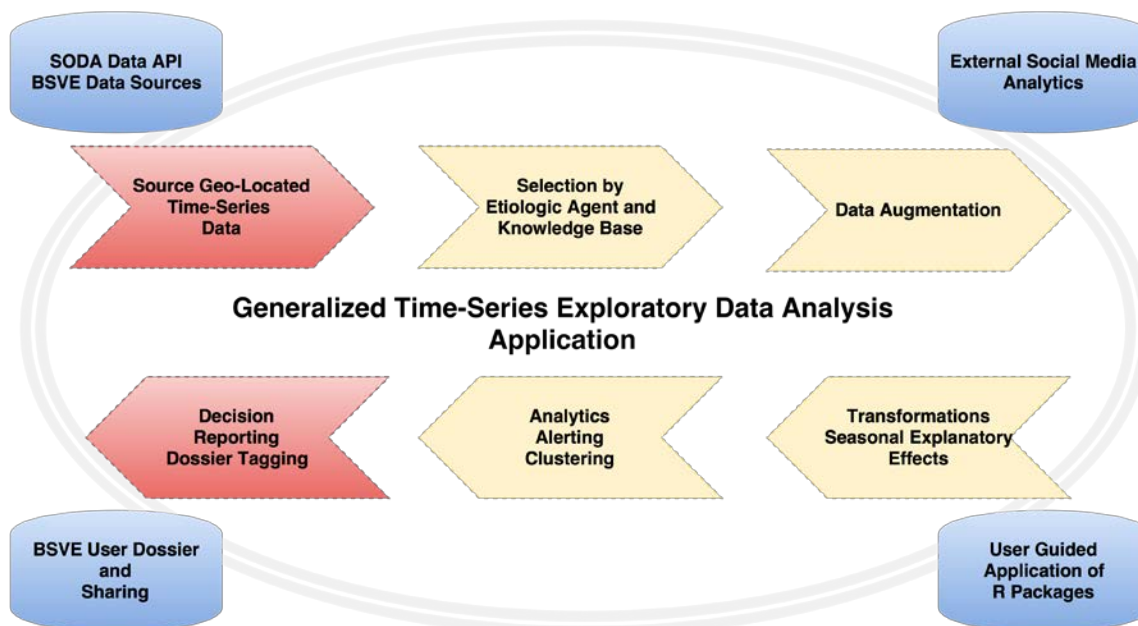 SODA Data API
BSVE Data Sources
External Social Media
Analytics
Source Geo-Located
Time-Series
Data
Selection by
Etiologic Agent and
Knowledge Base
Data Augmentation
Generalized Time-Series Exploratory Data Analysis
Application
Decision
Reporting
Dossier Tagging
Analytics
Alerting
Clustering
Transformations
Seasonal Explanatory
Effects
BSVE User Dossier
and
Sharing
User Guided
Application of
R Packages